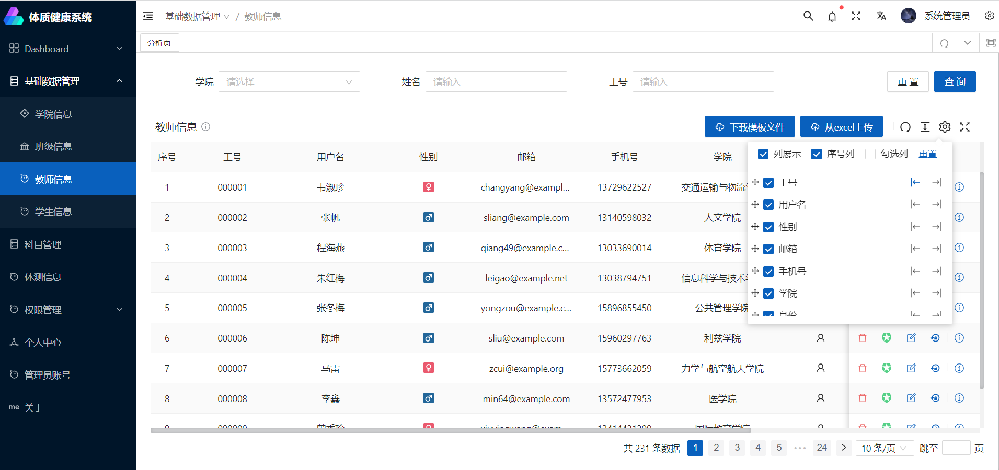 体质健康系统
Dashboard
基础数据管理
学院信息
班级信息
教师信息
学生信息
科目管理
体测信息
权限管理
个人中心
管理员账号
me 关于
基础数据管理 / 教师信息
系统管理员
分析页
学院 请选择 姓名 请输入 工号 请输入 重置 查询
教师信息 下载模板文件 从excel上传
序号 工号 用户名 性别 邮箱 手机号 学院
列展示 序号列 勾选列 重置
工号
用户名
性别
邮箱
手机号
学院
身份
1 000001 韦淑珍 changyang@exampl... 13729622527 交通运输与物流
2 000002 张帆 sliang@example.com 13140598032 人文学院
3 000003 程海燕 qiang49@example.c... 13033690014 体育学院
4 000004 朱红梅 leigao@example.net 13038794751 信息科学与技术
5 000005 张冬梅 yongzou@example.c... 15896855450 公共管理学院
6 000006 陈坤 sliu@example.com 15960297763 利兹学院
7 000007 马雷 zcui@example.org 15773662059 力学与航空航天学院
8 000008 李鑫 min64@example.com 13572477953 医学院
9 000009 国际教育学院
共 231 条数据 1 2 3 4 5 ••• 24 10 条/页 跳至 页